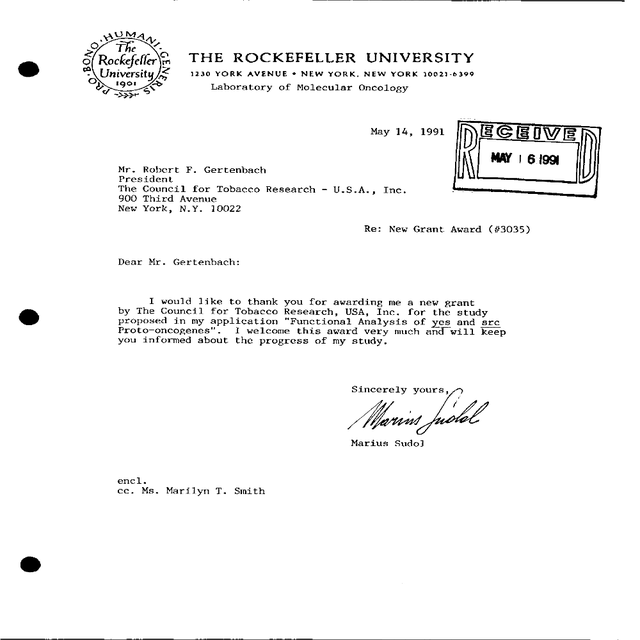 PRO·BONO·HUMANI·GENERIS
The
Rockefeller
University
1901
THE ROCKEFELLER UNIVERSITY
1230 YORK AVENUE • NEW YORK, NEW YORK 10021-6399
Laboratory of Molecular Oncology
May 14, 1991
RECEIVED
MAY 16 1991
Mr. Robert F. Gertenbach
President
The Council for Tobacco Research - U.S.A., Inc.
900 Third Avenue
New York, N.Y. 10022
Re: New Grant Award (#3035)
Dear Mr. Gertenbach:
I would like to thank you for awarding me a new grant
by The Council for Tobacco Research, USA, Inc. for the study
proposed in my application "Functional Analysis of yes and src
Proto-oncogenes". I welcome this award very much and will keep
you informed about the progress of my study.
Sincerely yours,
Marius Sudol
Marius Sudol
encl.
cc. Ms. Marilyn T. Smith